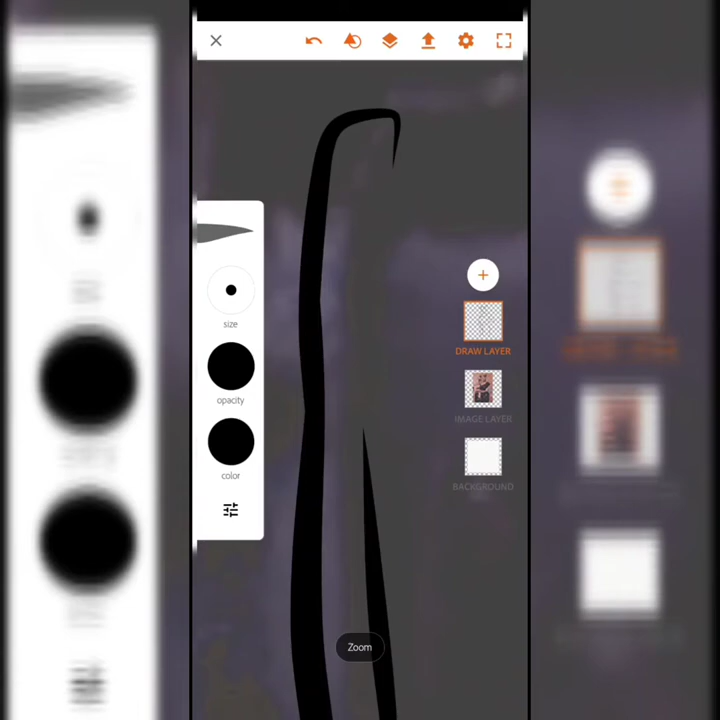 size
DRAW LAYER
opacity
IMAGE LAYER
color
BACKGROUND
Zoom